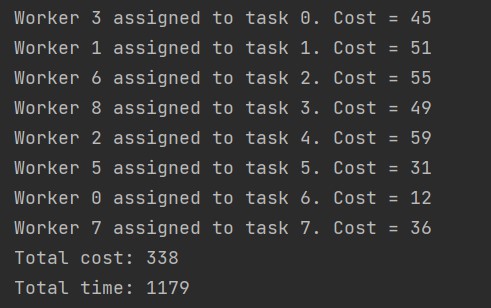 Worker 3 assigned to task 0. Cost = 45
Worker 1 assigned to task 1. Cost = 51
Worker 6 assigned to task 2. Cost = 55
Worker 8 assigned to task 3. Cost = 49
Worker 2 assigned to task 4. Cost = 59
Worker 5 assigned to task 5. Cost = 31
Worker 0 assigned to task 6. Cost = 12
Worker 7 assigned to task 7. Cost = 36
Total cost: 338
Total time: 1179